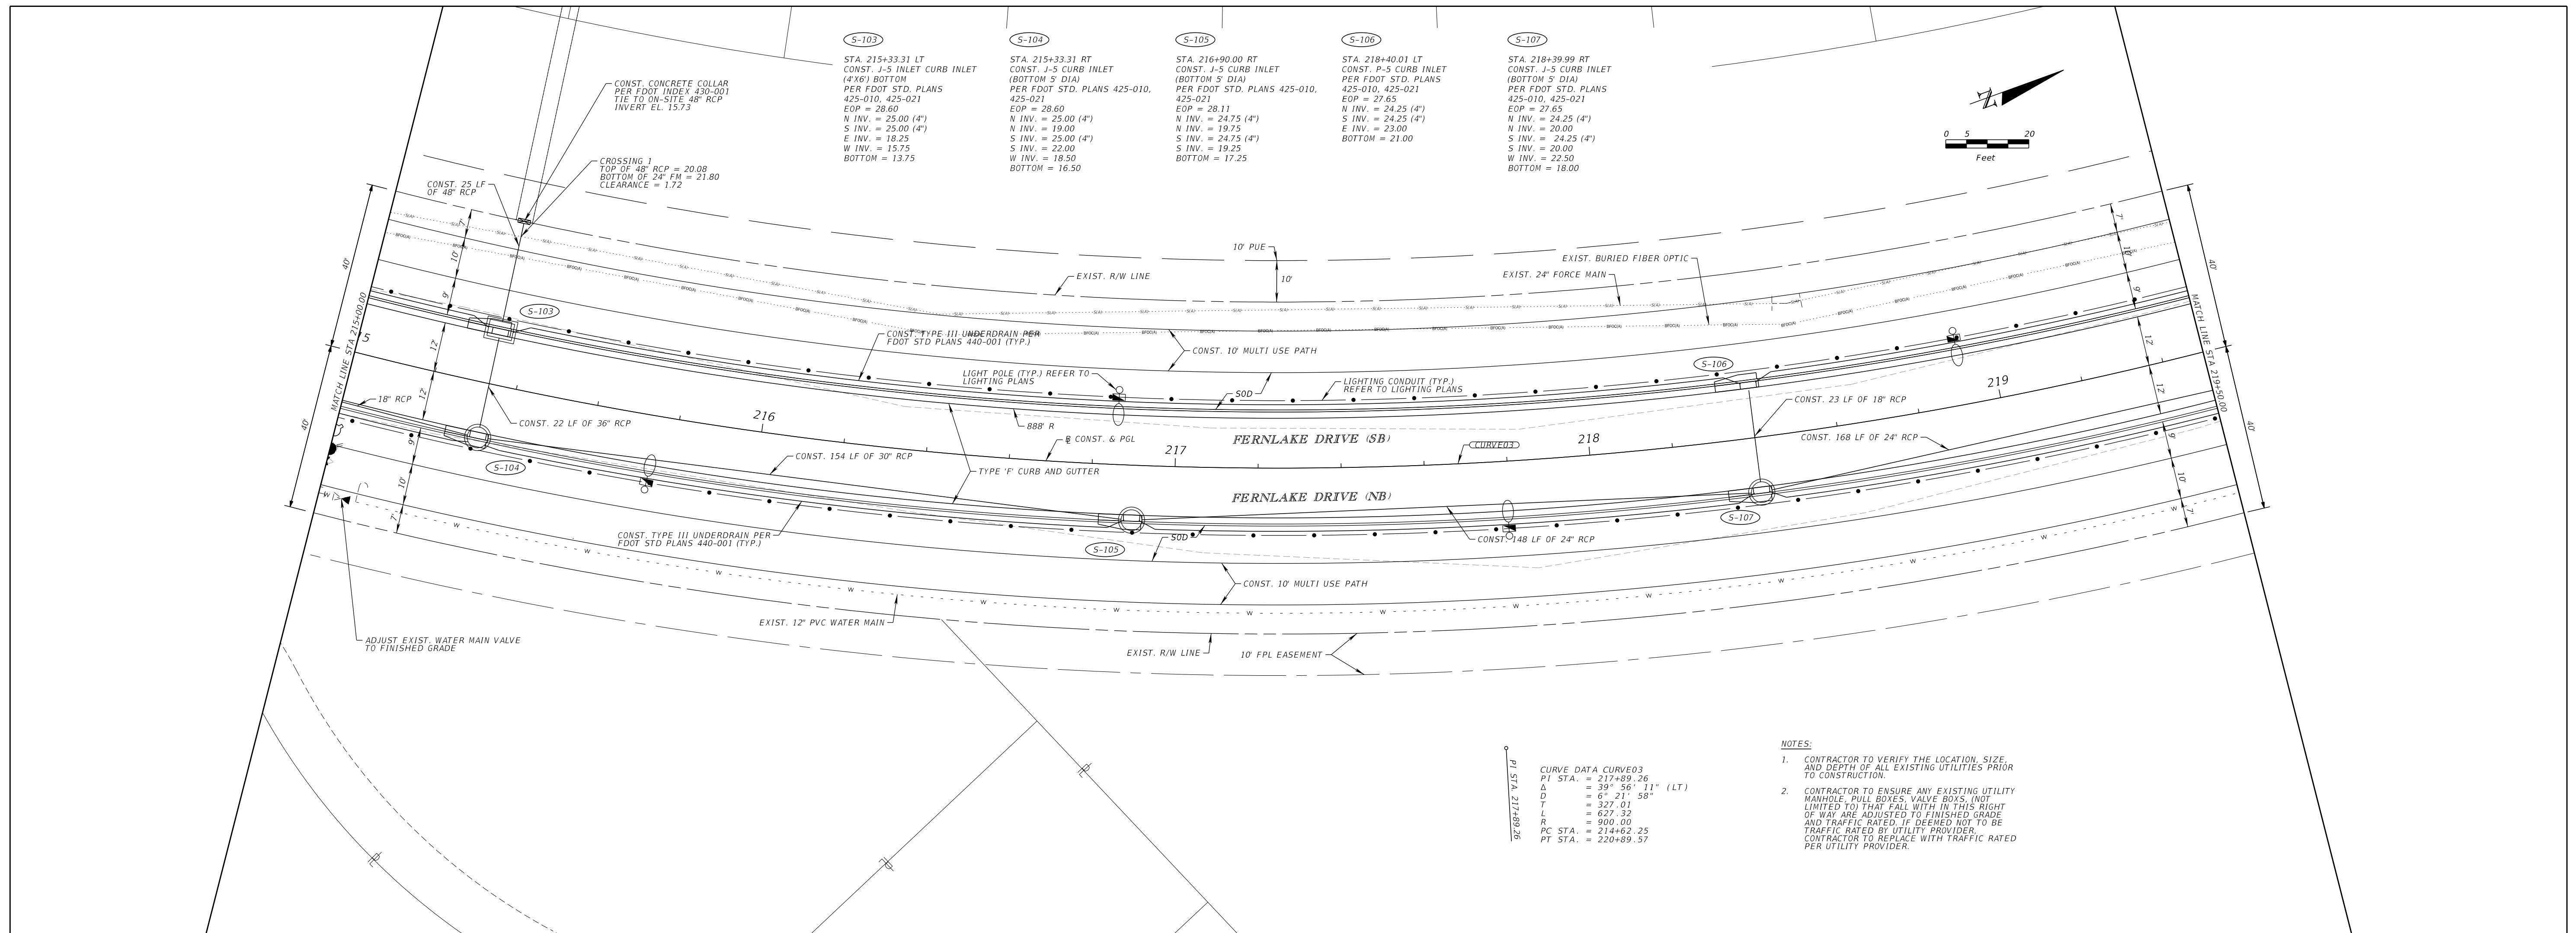 S-103
STA. 215+33.31 LT
CONST. J-5 INLET CURB INLET
(4'X6') BOTTOM
PER FDOT STD. PLANS
425-010, 425-021
EOP = 28.60
N INV. = 25.00 (4")
S INV. = 25.00 (4")
E INV. = 18.25
W INV. = 15.75
BOTTOM = 13.75
S-104
STA. 215+33.31 RT
CONST. J-5 CURB INLET
(BOTTOM 5' DIA)
PER FDOT STD. PLANS 425-010,
425-021
EOP = 28.60
N INV. = 25.00 (4")
N INV. = 19.00
S INV. = 25.00 (4")
S INV. = 22.00
W INV. = 18.50
BOTTOM = 16.50
S-105
STA. 216+90.00 RT
CONST. J-5 CURB INLET
(BOTTOM 5' DIA)
PER FDOT STD. PLANS 425-010,
425-021
EOP = 28.11
N INV. = 24.75 (4")
N INV. = 19.75
S INV. = 24.75 (4")
S INV. = 19.25
BOTTOM = 17.25
S-106
STA. 218+40.01 LT
CONST. P-5 CURB INLET
PER FDOT STD. PLANS
425-010, 425-021
EOP = 27.65
N INV. = 24.25 (4")
S INV. = 24.25 (4")
E INV. = 23.00
BOTTOM = 21.00
S-107
STA. 218+39.99 RT
CONST. J-5 CURB INLET
(BOTTOM 5' DIA)
PER FDOT STD. PLANS
425-010, 425-021
EOP = 27.65
N INV. = 24.25 (4")
N INV. = 20.00
S INV. = 24.25 (4")
S INV. = 20.00
W INV. = 22.50
BOTTOM = 18.00
N
0 5 20
Feet
CONST. CONCRETE COLLAR
PER FDOT INDEX 430-001
TIE TO ON-SITE 48" RCP
INVERT EL. 15.73
CROSSING 1
TOP OF 48" RCP = 20.08
BOTTOM OF 24" FM = 21.80
CLEARANCE = 1.72
CONST. 25 LF
OF 48" RCP
10' PUE
10'
EXIST. R/W LINE
EXIST. BURIED FIBER OPTIC
EXIST. 24" FORCE MAIN
40'
7'
10'
9'
12'
12'
9'
10'
7'
40'
MATCH LINE STA 215+00.00
5
S-103
CONST. TYPE III UNDERDRAIN PER
FDOT STD PLANS 440-001 (TYP.)
CONST. 10' MULTI USE PATH
LIGHT POLE (TYP.) REFER TO
LIGHTING PLANS
SOD
LIGHTING CONDUIT (TYP.)
REFER TO LIGHTING PLANS
S-106
18" RCP
CONST. 22 LF OF 36" RCP
216
888' R
CONST. & PGL
217
FERNLAKE DRIVE (SB)
CURVE03
218
219
CONST. 23 LF OF 18" RCP
CONST. 168 LF OF 24" RCP
CONST. 154 LF OF 30" RCP
TYPE 'F' CURB AND GUTTER
S-104
FERNLAKE DRIVE (NB)
CONST. TYPE III UNDERDRAIN PER
FDOT STD PLANS 440-001 (TYP.)
S-105
SOD
CONST. 148 LF OF 24" RCP
S-107
CONST. 10' MULTI USE PATH
EXIST. 12" PVC WATER MAIN
EXIST. R/W LINE
10' FPL EASEMENT
ADJUST EXIST. WATER MAIN VALVE
TO FINISHED GRADE
40'
7'
10'
9'
12'
12'
9'
10'
7'
40'
MATCH LINE STA 219+50.00
PI STA. 217+89.26
CURVE DATA CURVE03
PI STA. = 217+89.26
Δ = 39° 56' 11" (LT)
D = 6° 21' 58"
T = 327.01
L = 627.32
R = 900.00
PC STA. = 214+62.25
PT STA. = 220+89.57
NOTES:
1. CONTRACTOR TO VERIFY THE LOCATION, SIZE,
AND DEPTH OF ALL EXISTING UTILITIES PRIOR
TO CONSTRUCTION.
2. CONTRACTOR TO ENSURE ANY EXISTING UTILITY
MANHOLE, PULL BOXES, VALVE BOXS, (NOT
LIMITED TO) THAT FALL WITH IN THIS RIGHT
OF WAY ARE ADJUSTED TO FINISHED GRADE
AND TRAFFIC RATED. IF DEEMED NOT TO BE
TRAFFIC RATED BY UTILITY PROVIDER,
CONTRACTOR TO REPLACE WITH TRAFFIC RATED
PER UTILITY PROVIDER.